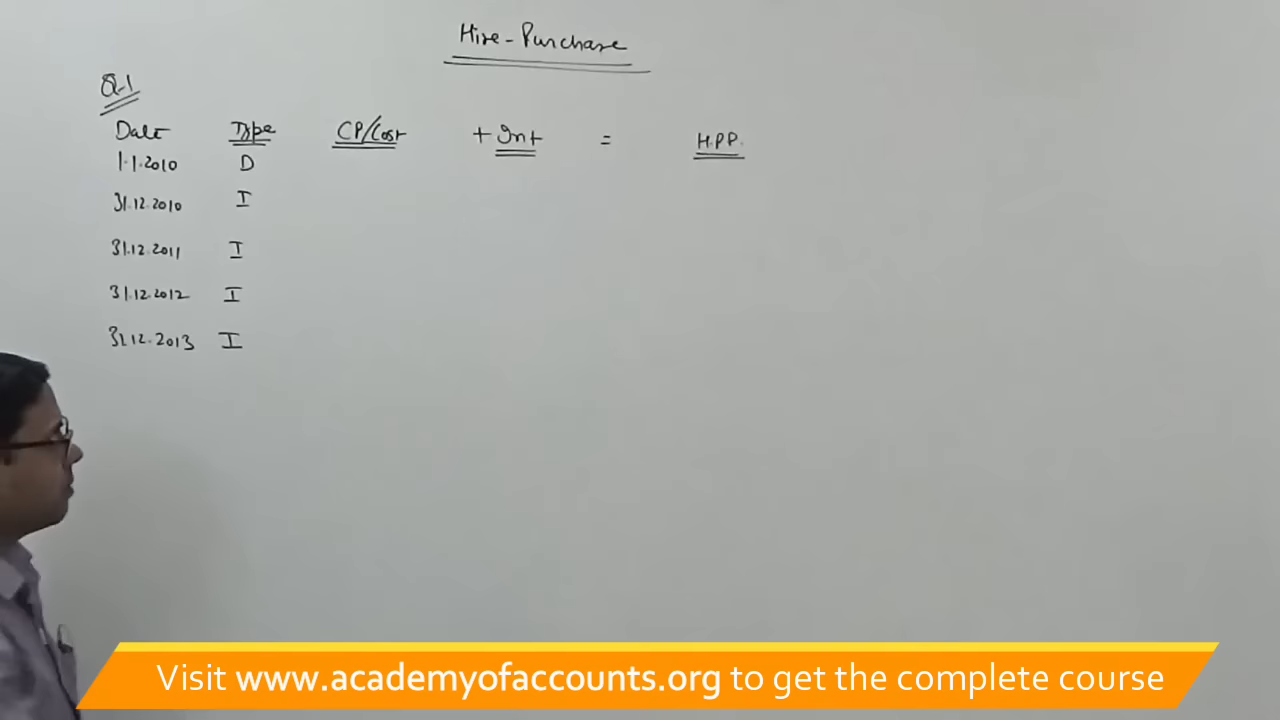 Hire-Purchase
Q.1
Date Type CP/Cost + Int = H.P.P.
1.1.2010 D
31.12.2010 I
31.12.2011 I
31.12.2012 I
31.12.2013 I
Visit www.academyofaccounts.org to get the complete course